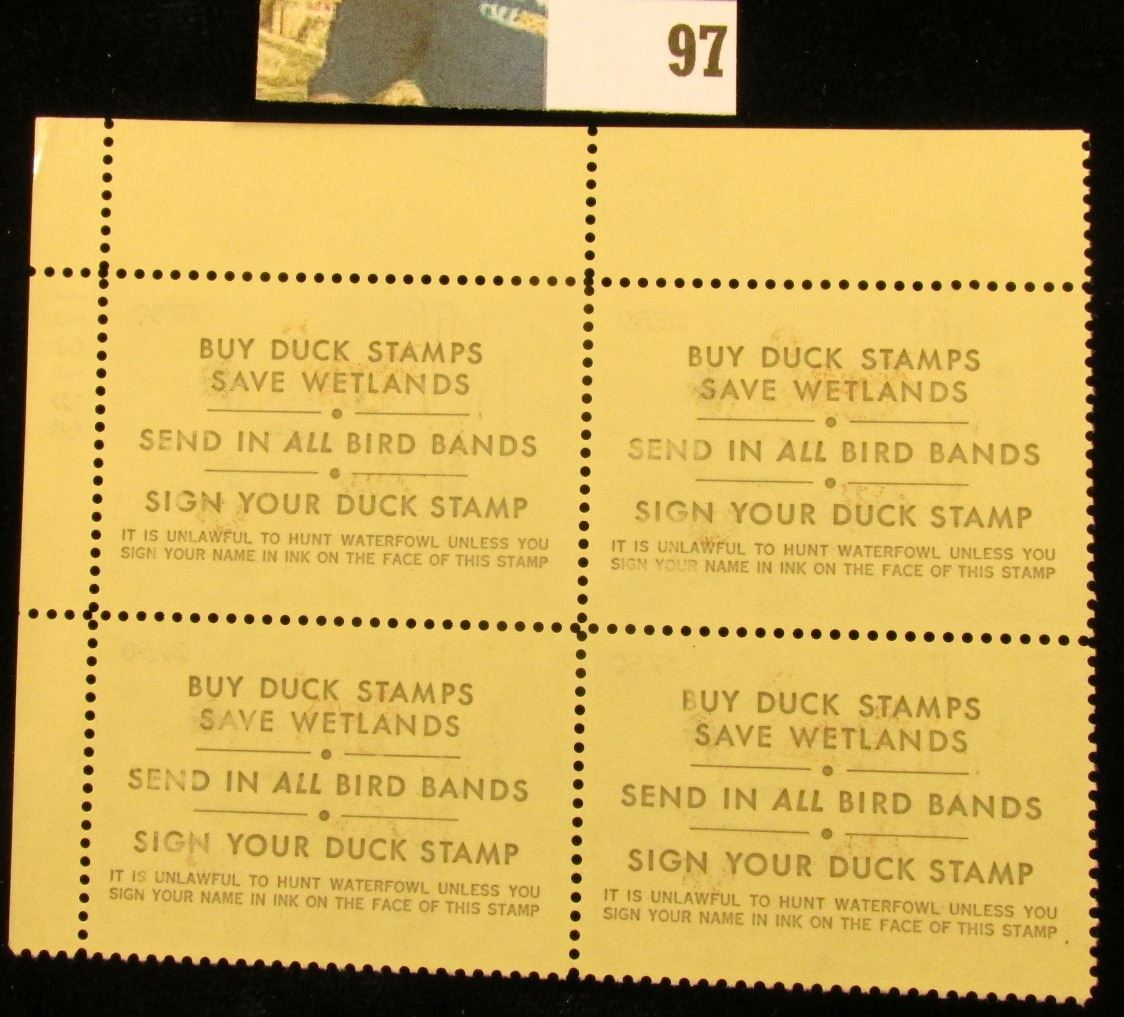 97
BUY DUCK STAMPS
SAVE WETLANDS
SEND IN ALL BIRD BANDS
SIGN YOUR DUCK STAMP
IT IS UNLAWFUL TO HUNT WATERFOWL UNLESS YOU
SIGN YOUR NAME IN INK ON THE FACE OF THIS STAMP
BUY DUCK STAMPS
SAVE WETLANDS
SEND IN ALL BIRD BANDS
SIGN YOUR DUCK STAMP
IT IS UNLAWFUL TO HUNT WATERFOWL UNLESS YOU
SIGN YOUR NAME IN INK ON THE FACE OF THIS STAMP
BUY DUCK STAMPS
SAVE WETLANDS
SEND IN ALL BIRD BANDS
SIGN YOUR DUCK STAMP
IT IS UNLAWFUL TO HUNT WATERFOWL UNLESS YOU
SIGN YOUR NAME IN INK ON THE FACE OF THIS STAMP
BUY DUCK STAMPS
SAVE WETLANDS
SEND IN ALL BIRD BANDS
SIGN YOUR DUCK STAMP
IT IS UNLAWFUL TO HUNT WATERFOWL UNLESS YOU
SIGN YOUR NAME IN INK ON THE FACE OF THIS STAMP